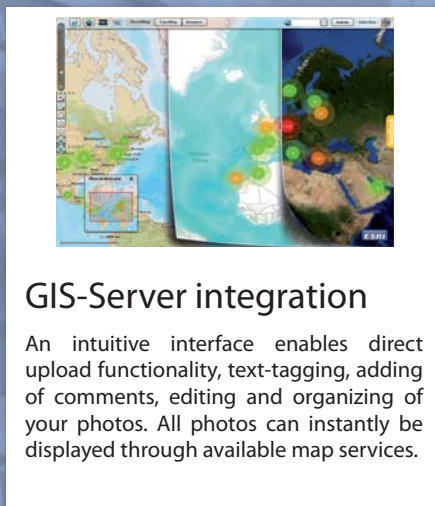 ESRI
GIS-Server integration
An intuitive interface enables direct
upload functionality, text-tagging, adding
of comments, editing and organizing of
your photos. All photos can instantly be
displayed through available map services.